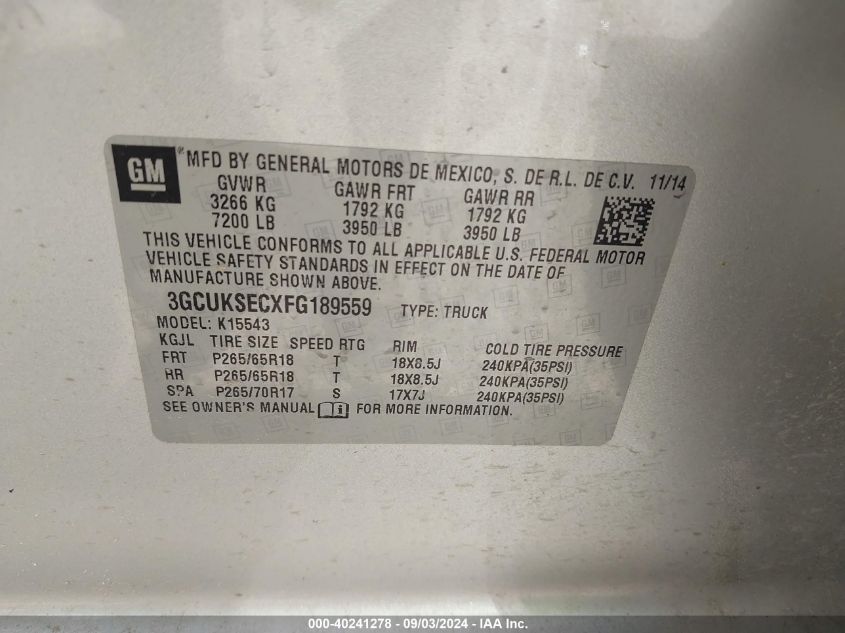 GM MFD BY GENERAL MOTORS DE MEXICO, S. DE R.L. DE C.V. 11/14
GVWR GAWR FRT GAWR RR
3266 KG 1792 KG 1792 KG
7200 LB 3950 LB 3950 LB
THIS VEHICLE CONFORMS TO ALL APPLICABLE U.S. FEDERAL MOTOR
VEHICLE SAFETY STANDARDS IN EFFECT ON THE DATE OF
MANUFACTURE SHOWN ABOVE.
3GCUKSECXFG189559 TYPE: TRUCK
MODEL: K15543
KGJL TIRE SIZE SPEED RTG RIM COLD TIRE PRESSURE
FRT P265/65R18 T 18X8.5J 240KPA(35PSI)
RR P265/65R18 T 18X8.5J 240KPA(35PSI)
SPA P265/70R17 S 17X7J 240KPA(35PSI)
SEE OWNER'S MANUAL FOR MORE INFORMATION.
000-40241278 - 09/03/2024 - IAA Inc.